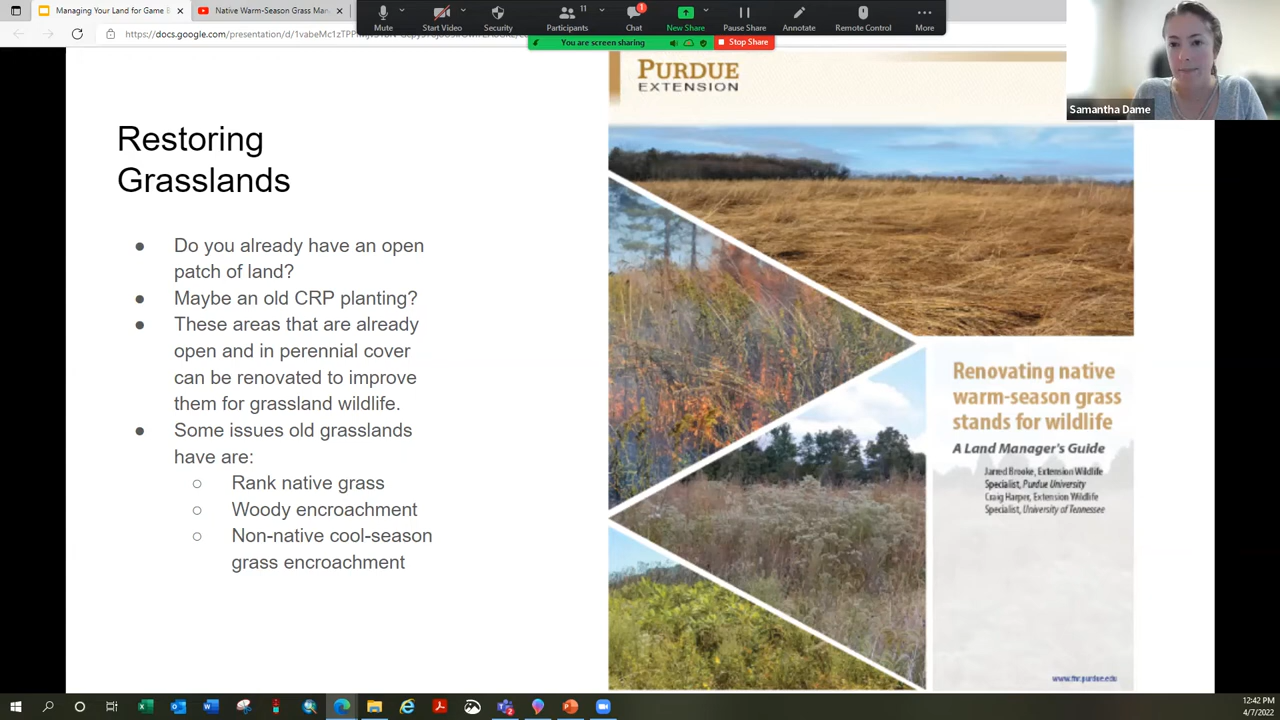 Managing Your Land for Game B
Native Warm-Season Grass Man
Mute
Start Video
Security
11
Participants
1
Chat
New Share
Pause Share
Annotate
Remote Control
More
You are screen sharing
Stop Share
Samantha Dame
Restoring
Grasslands
● Do you already have an open
patch of land?
● Maybe an old CRP planting?
● These areas that are already
open and in perennial cover
can be renovated to improve
them for grassland wildlife.
● Some issues old grasslands
have are:
○ Rank native grass
○ Woody encroachment
○ Non-native cool-season
grass encroachment
PURDUE
EXTENSION
Renovating native
warm-season grass
stands for wildlife
A Land Manager's Guide
Jarred Brooke, Extension Wildlife
Specialist, Purdue University
Craig Harper, Extension Wildlife
Specialist, University of Tennessee
www.fnr.purdue.edu
12:42 PM
4/7/2022